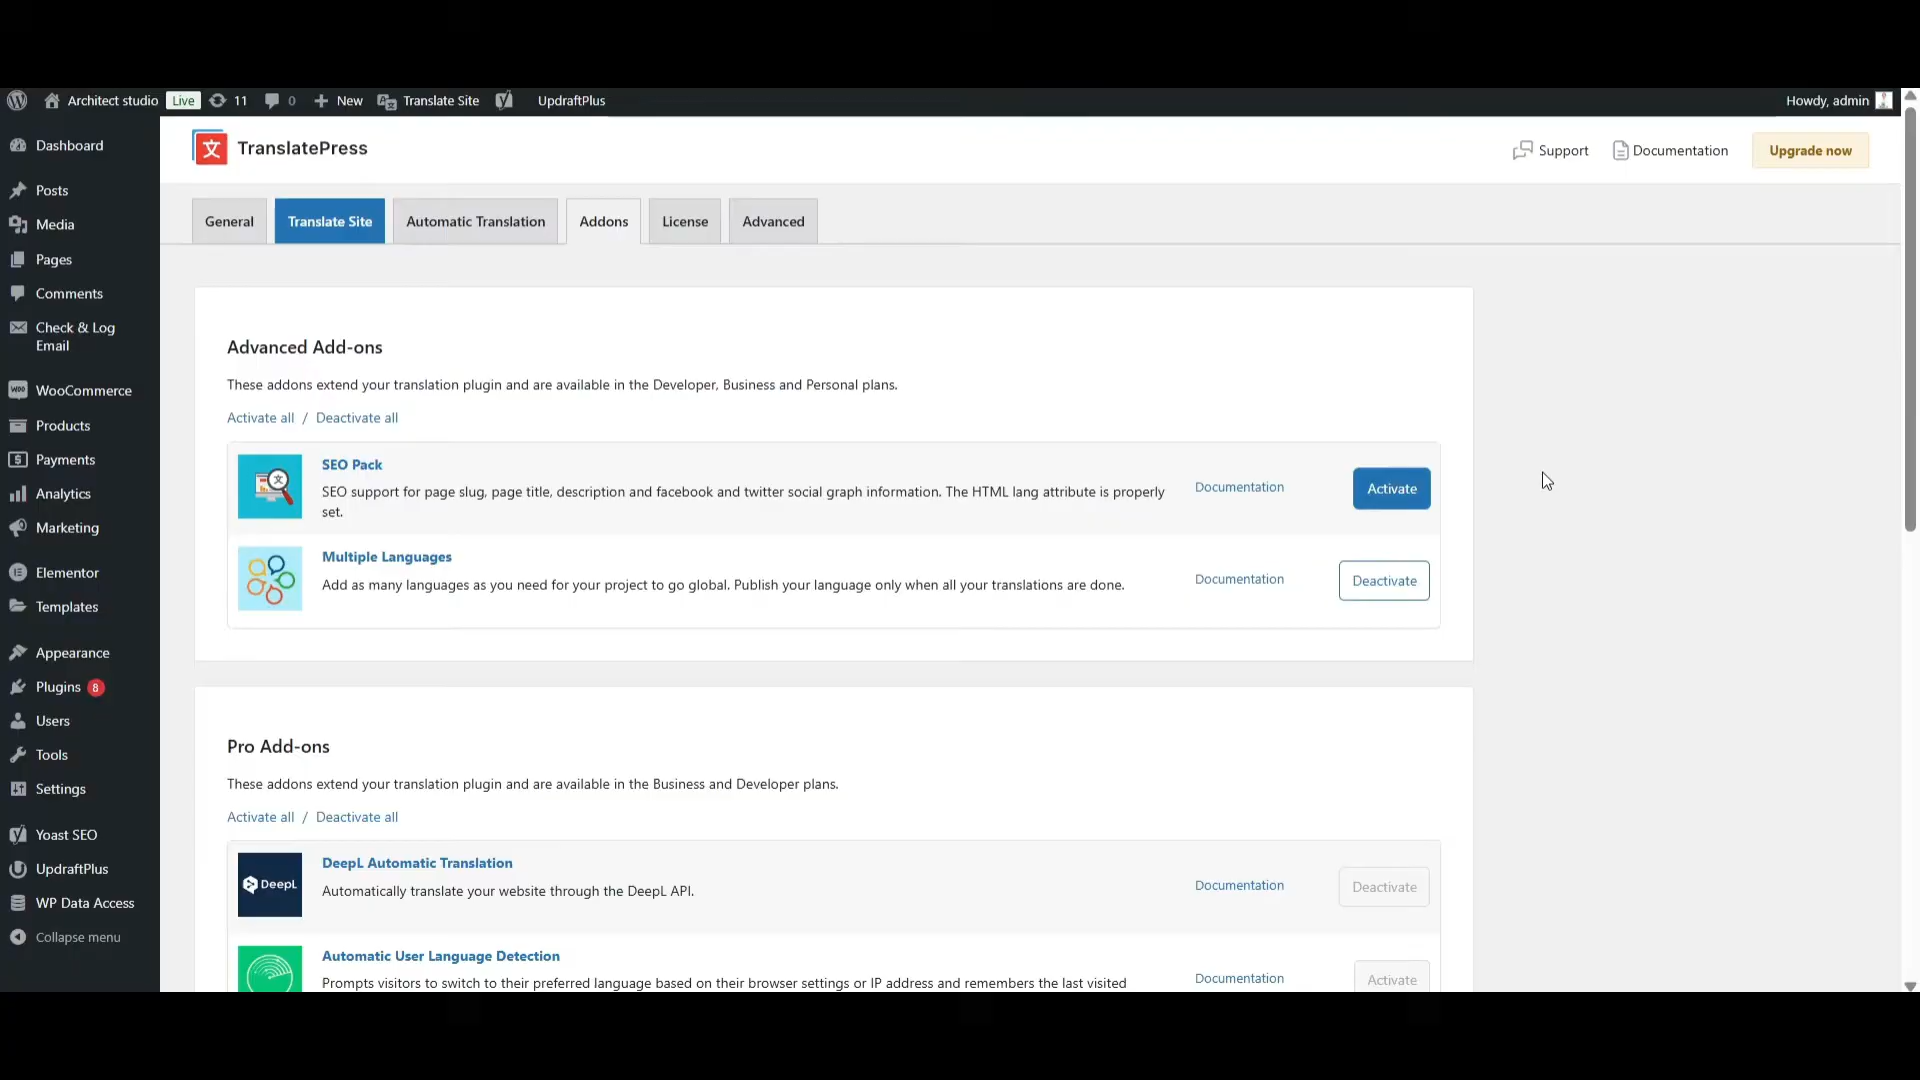 Architect studio Live 11 0 New Translate Site UpdraftPlus Howdy, admin
TranslatePress
Support Documentation Upgrade now
General Translate Site Automatic Translation Addons License Advanced
Dashboard
Posts
Media
Pages
Comments
Check & Log
Email
WooCommerce
Products
Payments
Analytics
Marketing
Elementor
Templates
Appearance
Plugins 8
Users
Tools
Settings
Yoast SEO
UpdraftPlus
WP Data Access
Collapse menu
Advanced Add-ons
These addons extend your translation plugin and are available in the Developer, Business and Personal plans.
Activate all / Deactivate all
SEO Pack
SEO support for page slug, page title, description and facebook and twitter social graph information. The HTML lang attribute is properly
set.
Documentation
Activate
Multiple Languages
Add as many languages as you need for your project to go global. Publish your language only when all your translations are done.
Documentation
Deactivate
Pro Add-ons
These addons extend your translation plugin and are available in the Business and Developer plans.
Activate all / Deactivate all
DeepL
DeepL Automatic Translation
Automatically translate your website through the DeepL API.
Documentation
Deactivate
Automatic User Language Detection
Prompts visitors to switch to their preferred language based on their browser settings or IP address and remembers the last visited
Documentation
Activate